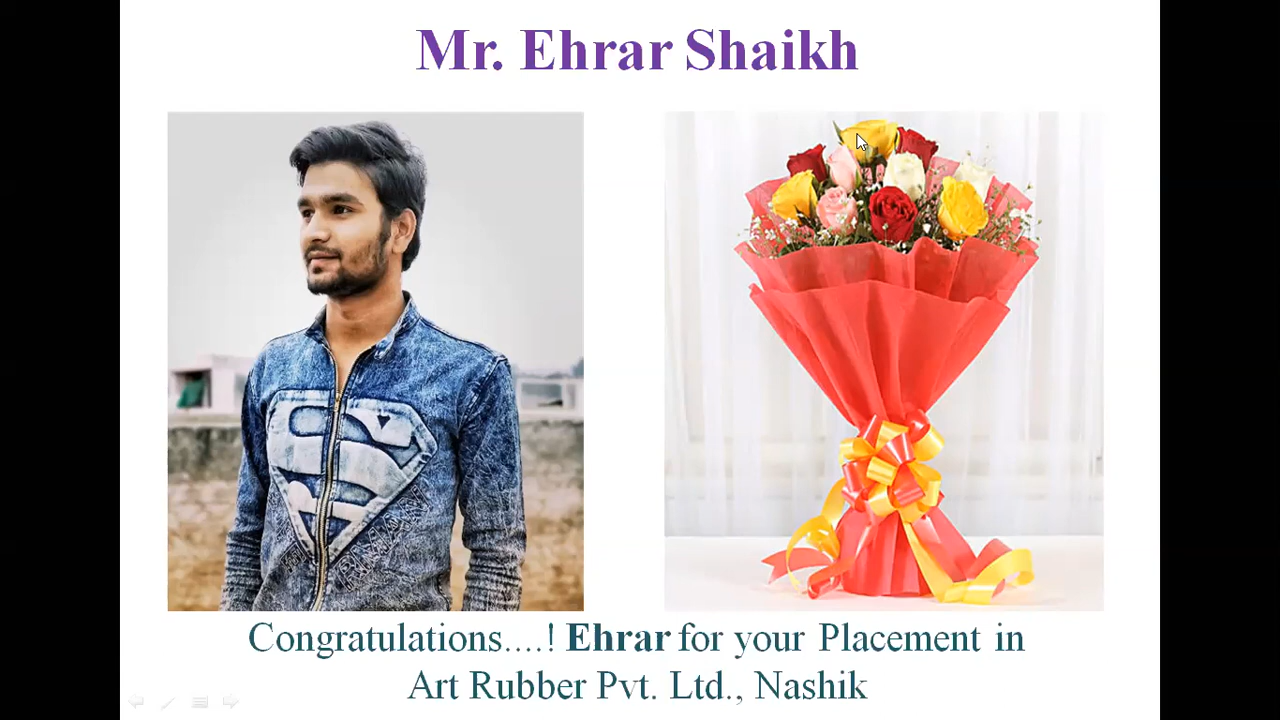 Mr. Ehrar Shaikh
Congratulations....! Ehrar for your Placement in
Art Rubber Pvt. Ltd., Nashik